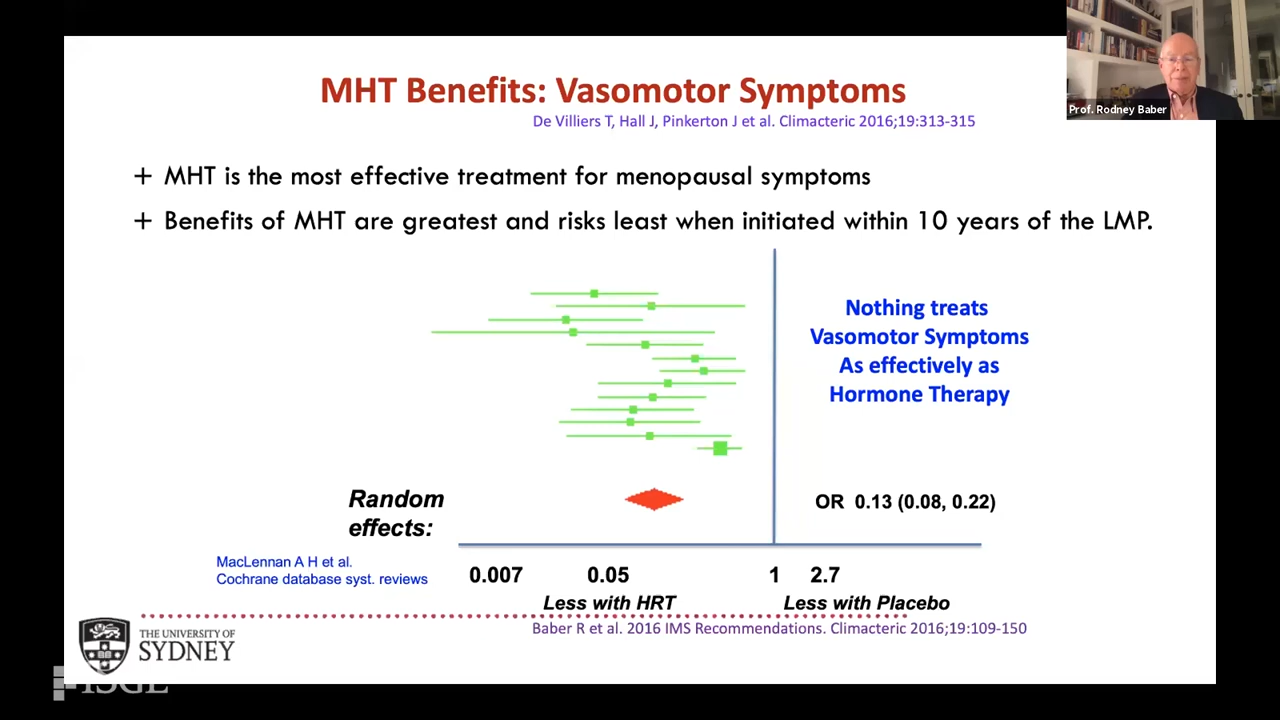 MHT Benefits: Vasomotor Symptoms
De Villiers T, Hall J, Pinkerton J et al. Climacteric 2016;19:313-315
Prof. Rodney Baber
+ MHT is the most effective treatment for menopausal symptoms
+ Benefits of MHT are greatest and risks least when initiated within 10 years of the LMP.
Nothing treats
Vasomotor Symptoms
As effectively as
Hormone Therapy
Random
effects:
OR 0.13 (0.08, 0.22)
MacLennan A H et al.
Cochrane database syst. reviews
0.007 0.05 1 2.7
Less with HRT Less with Placebo
Baber R et al. 2016 IMS Recommendations. Climacteric 2016;19:109-150
THE UNIVERSITY OF
SYDNEY